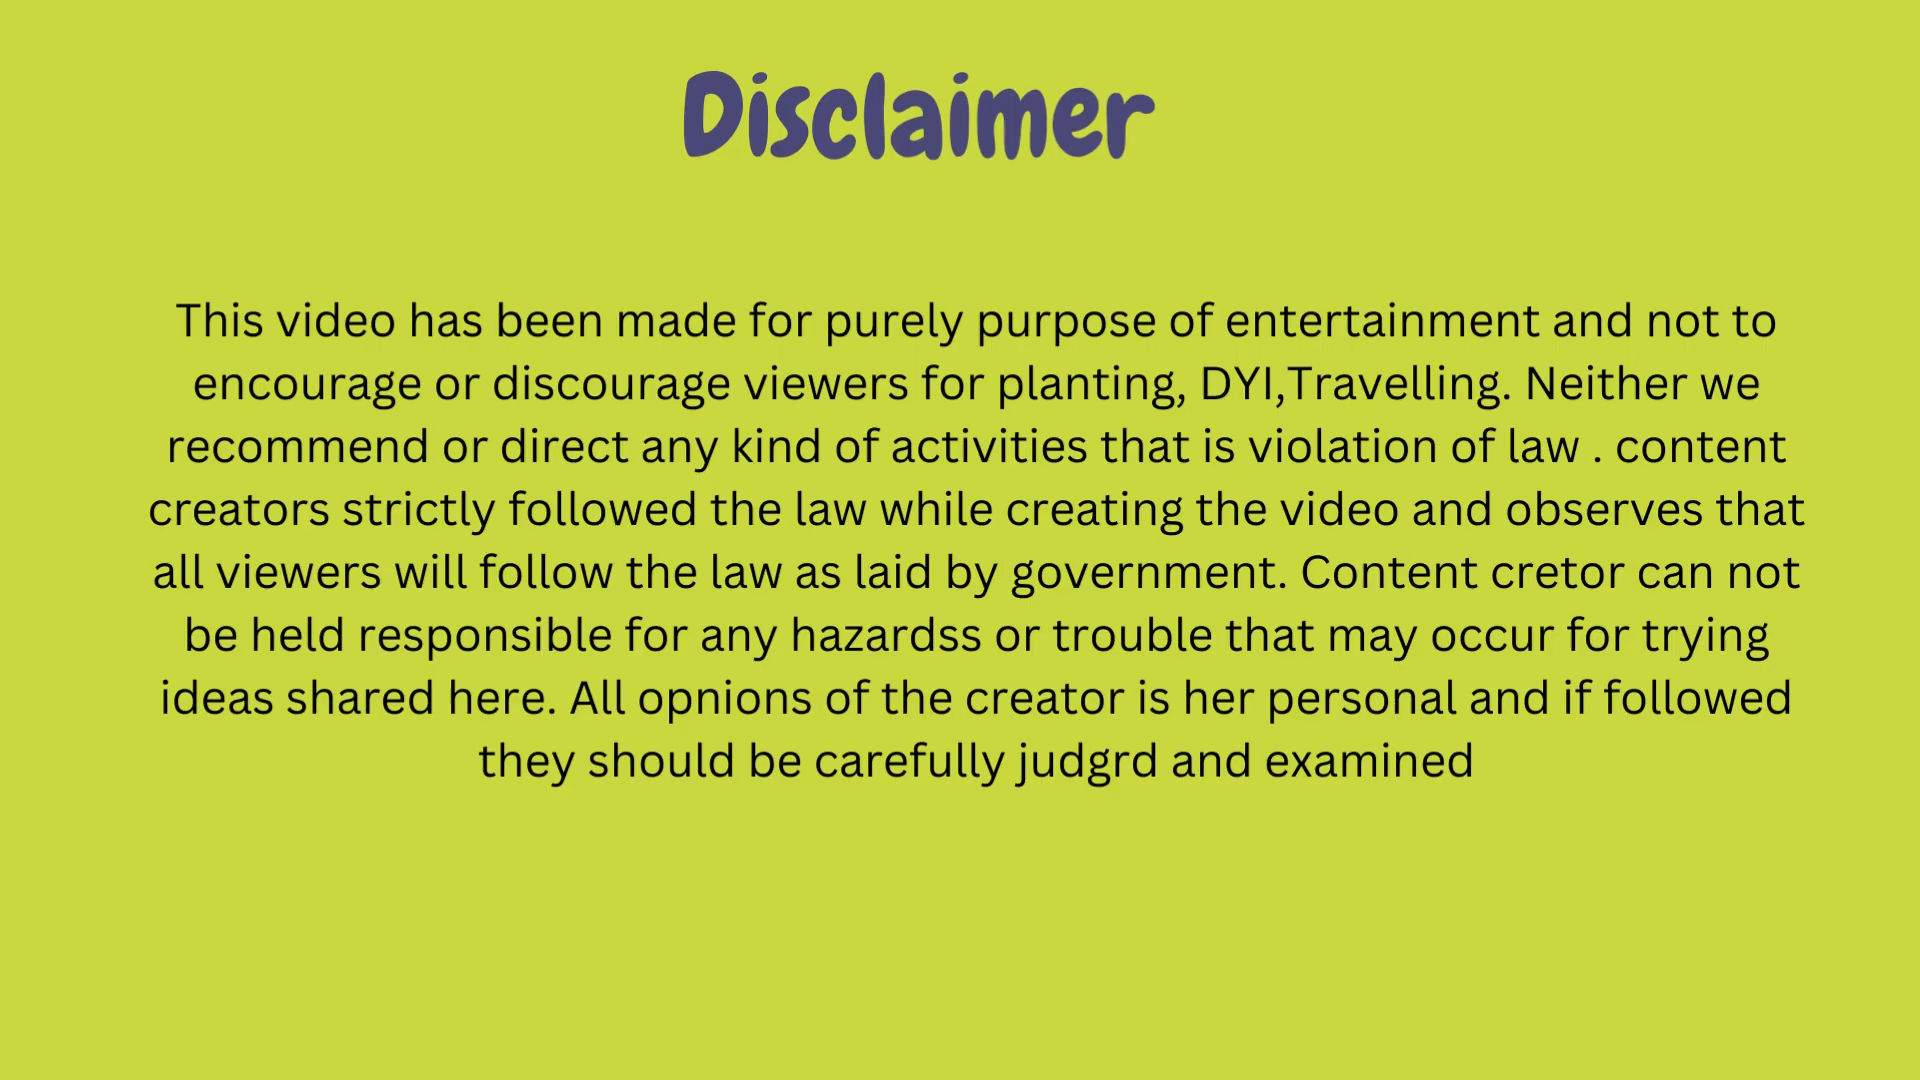 Disclaimer
This video has been made for purely purpose of entertainment and not to
encourage or discourage viewers for planting, DYI,Travelling. Neither we
recommend or direct any kind of activities that is violation of law . content
creators strictly followed the law while creating the video and observes that
all viewers will follow the law as laid by government. Content cretor can not
be held responsible for any hazardss or trouble that may occur for trying
ideas shared here. All opnions of the creator is her personal and if followed
they should be carefully judgrd and examined